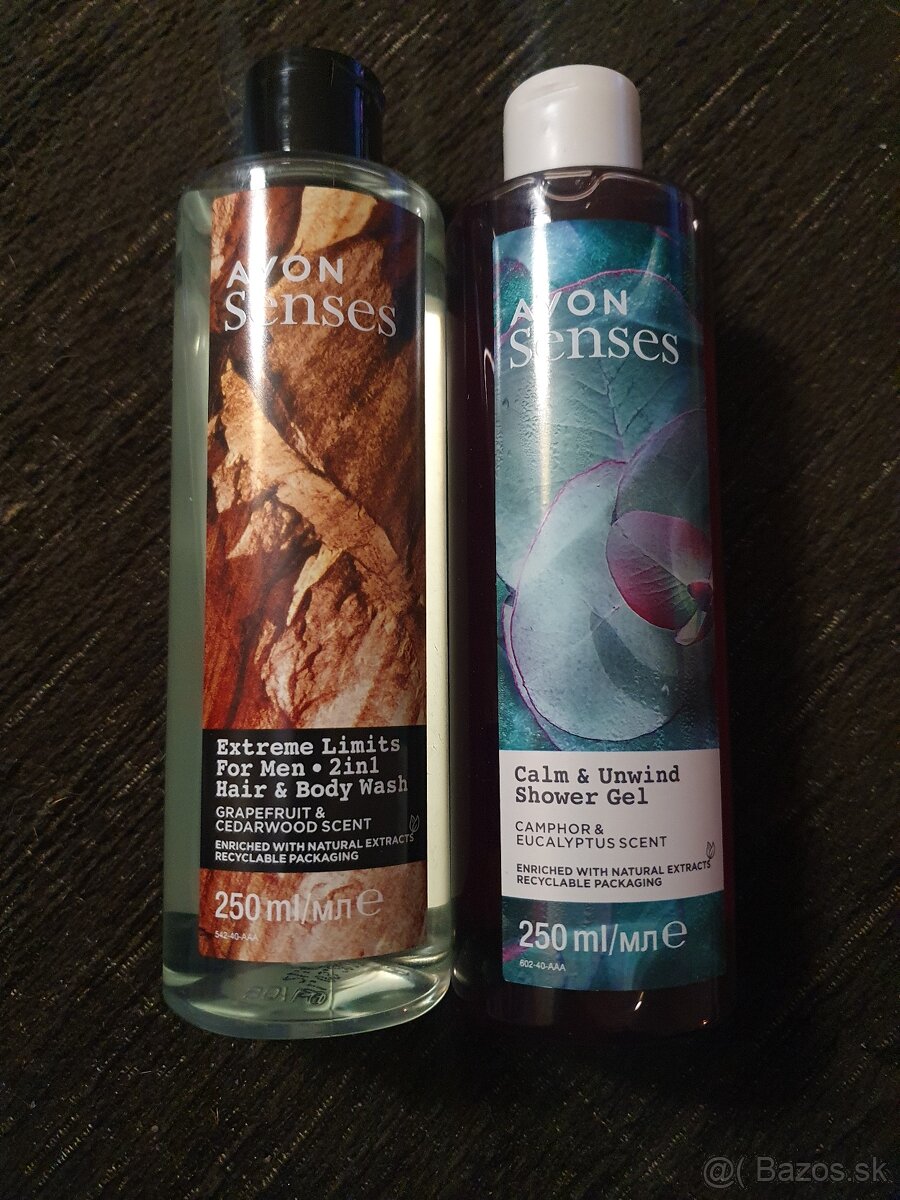 AVON
senses
Extreme Limits
For Men • 2in1
Hair & Body Wash
GRAPEFRUIT &
CEDARWOOD SCENT
ENRICHED WITH NATURAL EXTRACTS
RECYCLABLE PACKAGING
250 ml/мл e
542-40-AAA
AVON
senses
Calm & Unwind
Shower Gel
CAMPHOR &
EUCALYPTUS SCENT
ENRICHED WITH NATURAL EXTRACTS
RECYCLABLE PACKAGING
250 ml/мл e
602-40-AAA
@( Bazos.sk